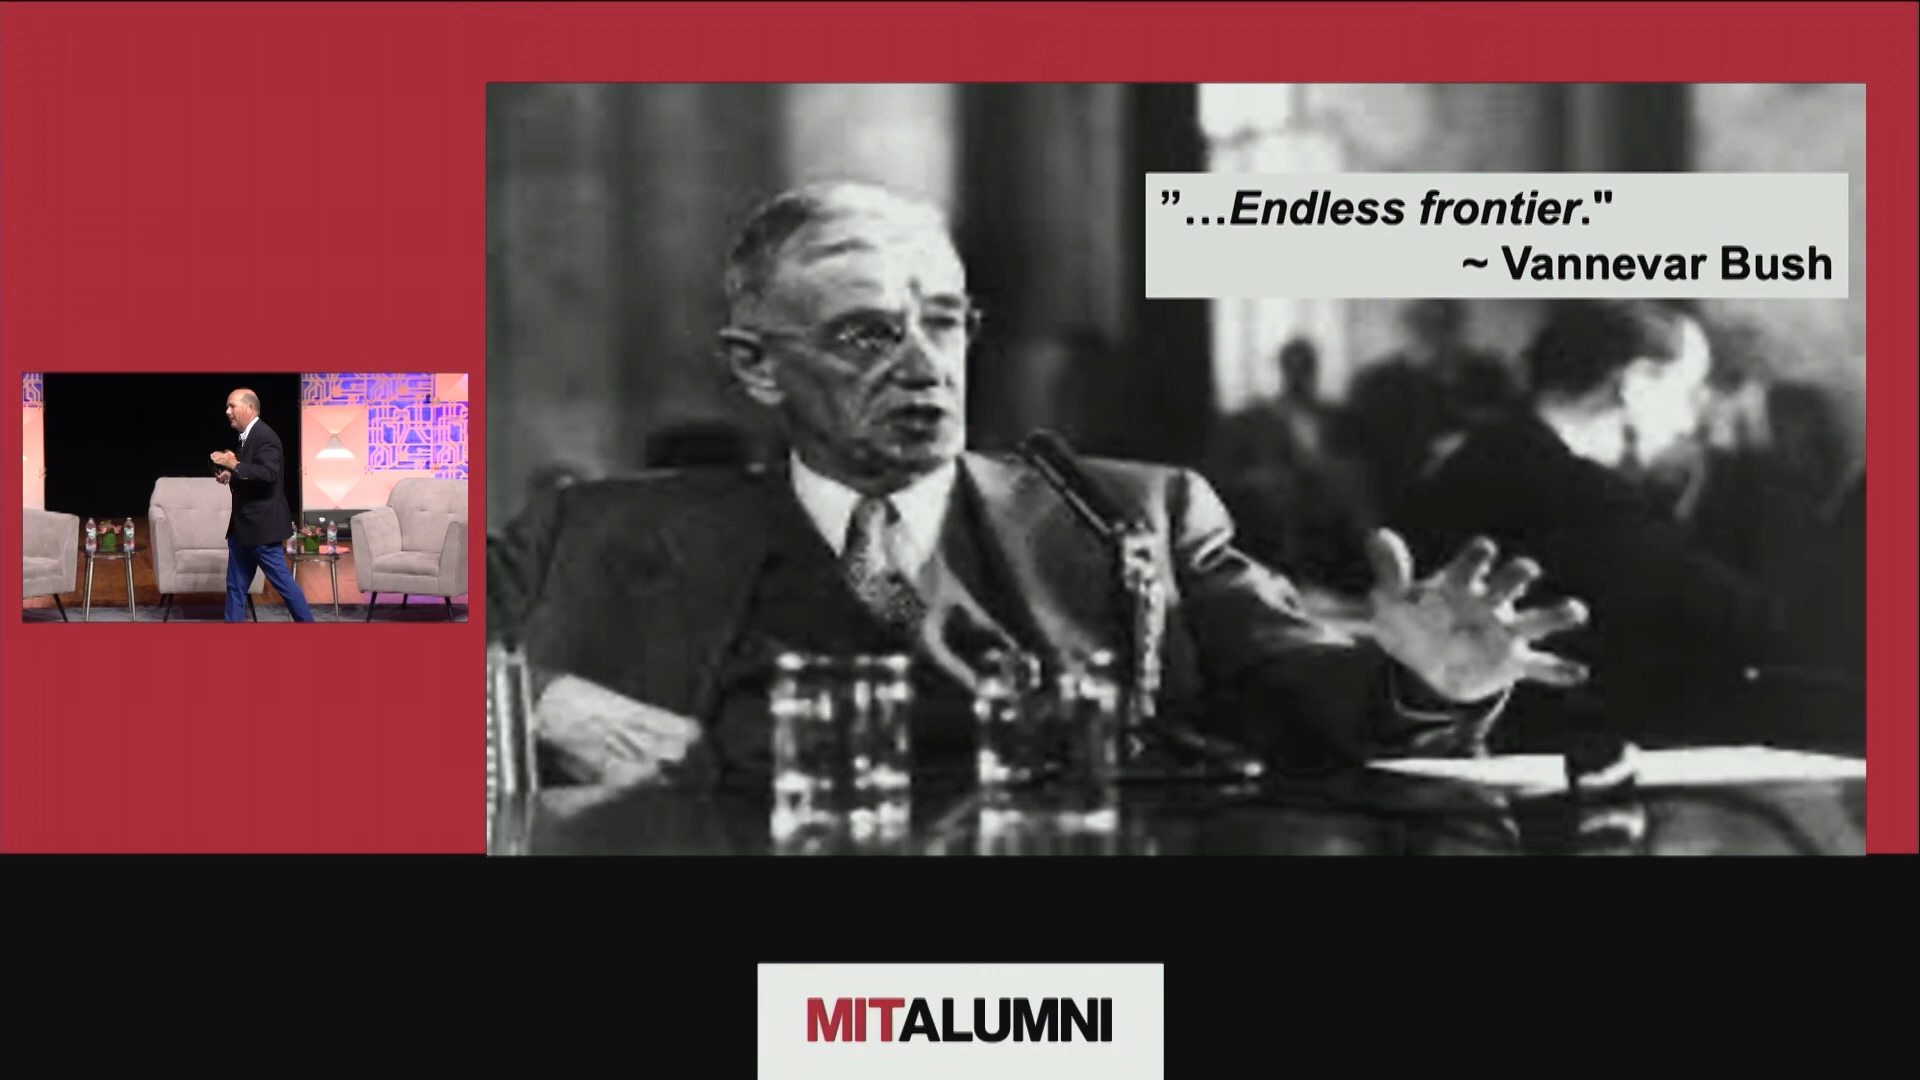 ”...Endless frontier."
~ Vannevar Bush
MITALUMNI